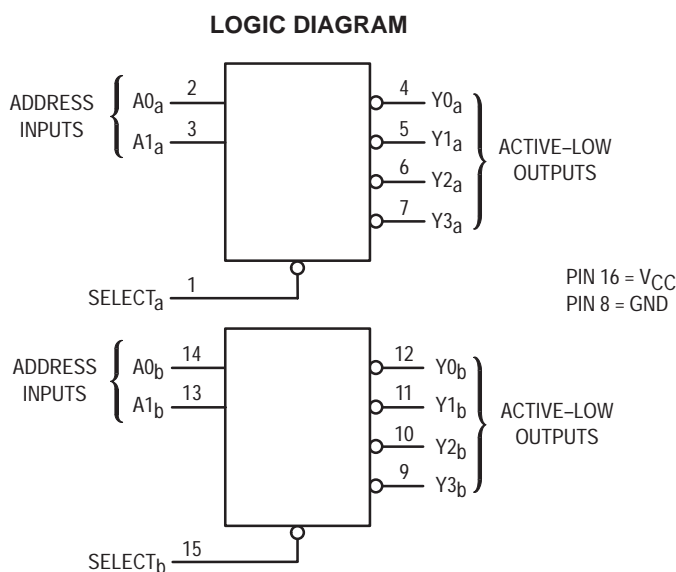 LOGIC DIAGRAM
ADDRESS
INPUTS
A0a 2
A1a 3
4 Y0a
5 Y1a
6 Y2a
7 Y3a
ACTIVE–LOW
OUTPUTS
SELECTa 1
PIN 16 = VCC
PIN 8 = GND
ADDRESS
INPUTS
A0b 14
A1b 13
12 Y0b
11 Y1b
10 Y2b
9 Y3b
ACTIVE–LOW
OUTPUTS
SELECTb 15